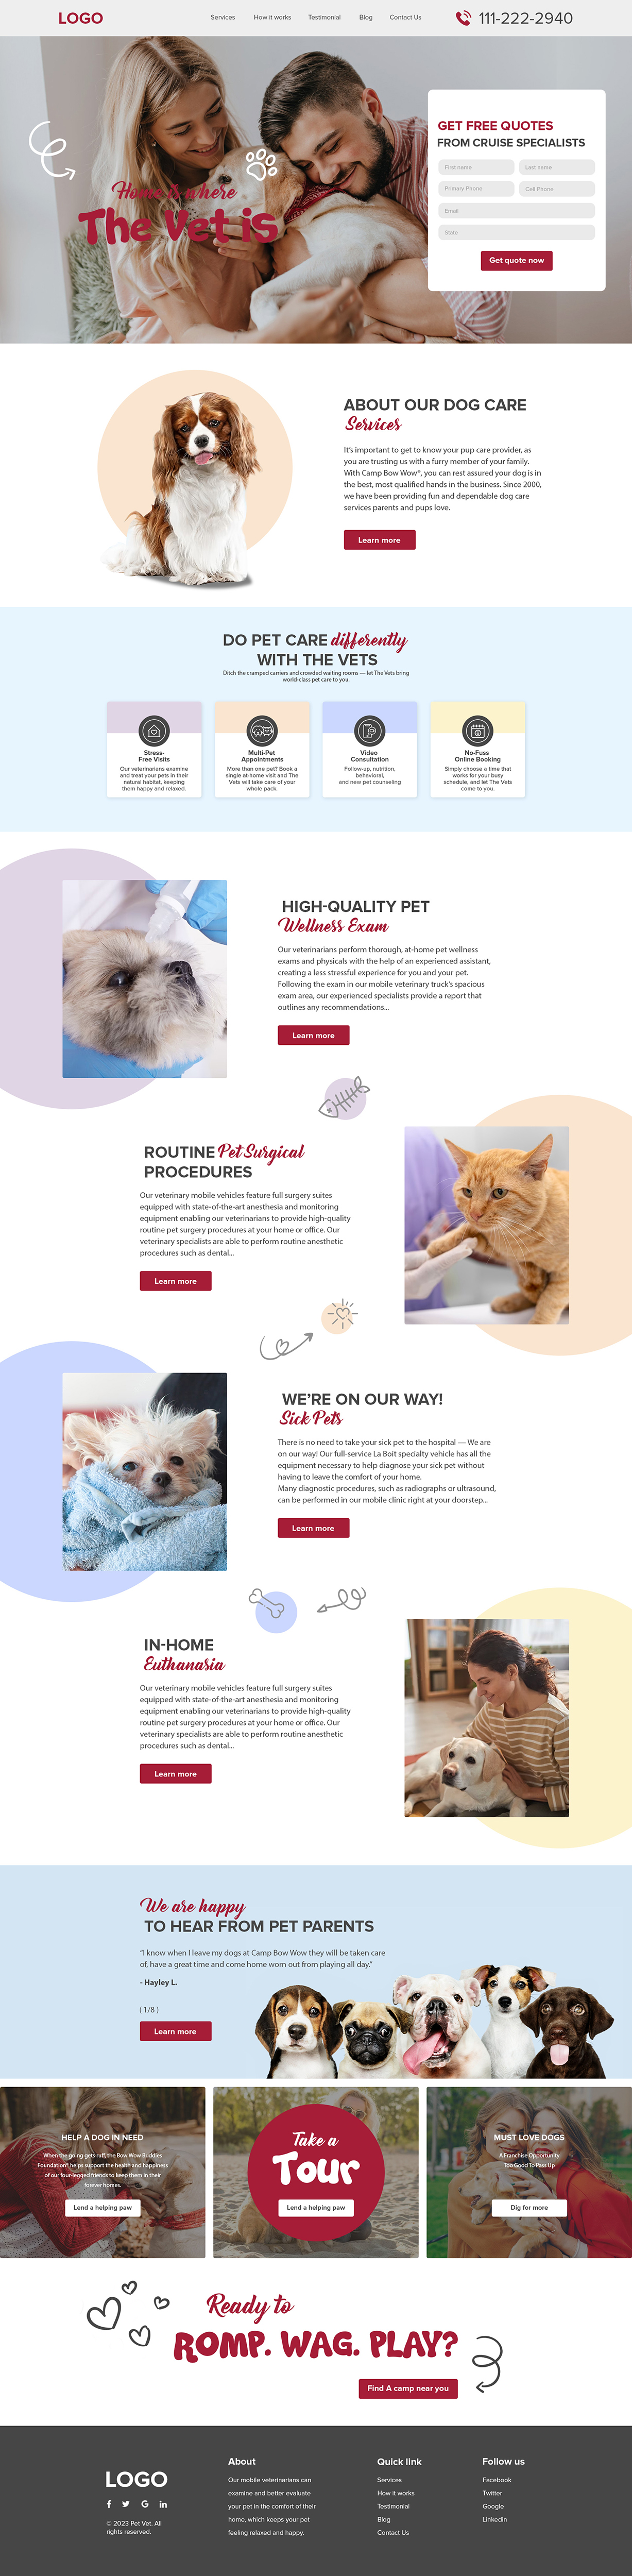 LOGO
Services
How it works
Testimonial
Blog
Contact Us
111-222-2940
Home is where
The Vet is
GET FREE QUOTES
FROM CRUISE SPECIALISTS
First name
Last name
Primary Phone
Cell Phone
Email
State
Get quote now
ABOUT OUR DOG CARE
Services
It's important to get to know your pup care provider, as
you are trusting us with a furry member of your family.
With Camp Bow Wow®, you can rest assured your dog is in
the best, most qualified hands in the business. Since 2000,
we have been providing fun and dependable dog care
services parents and pups love.
Learn more
DO PET CARE differently
WITH THE VETS
Ditch the cramped carriers and crowded waiting rooms — let The Vets bring
world-class pet care to you.
Stress-
Free Visits
Our veterinarians examine
and treat your pets in their
natural habitat, keeping
them happy and relaxed.
Multi-Pet
Appointments
More than one pet? Book a
single at-home visit and The
Vets will take care of your
whole pack.
Video
Consultation
Follow-up, nutrition,
behavioral,
and new pet counseling
No-Fuss
Online Booking
Simply choose a time that
works for your busy
schedule, and let The Vets
come to you.
HIGH-QUALITY PET
Wellness Exam
Our veterinarians perform thorough, at-home pet wellness
exams and physicals with the help of an experienced assistant,
creating a less stressful experience for you and your pet.
Following the exam in our mobile veterinary truck's spacious
exam area, our experienced specialists provide a report that
outlines any recommendations...
Learn more
ROUTINE Pet Surgical
PROCEDURES
Our veterinary mobile vehicles feature full surgery suites
equipped with state-of-the-art anesthesia and monitoring
equipment enabling our veterinarians to provide high-quality
routine pet surgery procedures at your home or office. Our
veterinary specialists are able to perform routine anesthetic
procedures such as dental...
Learn more
WE'RE ON OUR WAY!
Sick Pets
There is no need to take your sick pet to the hospital — We are
on our way! Our full-service La Boit specialty vehicle has all the
equipment necessary to help diagnose your sick pet without
having to leave the comfort of your home.
Many diagnostic procedures, such as radiographs or ultrasound,
can be performed in our mobile clinic right at your doorstep...
Learn more
IN-HOME
Euthanasia
Our veterinary mobile vehicles feature full surgery suites
equipped with state-of-the-art anesthesia and monitoring
equipment enabling our veterinarians to provide high-quality
routine pet surgery procedures at your home or office. Our
veterinary specialists are able to perform routine anesthetic
procedures such as dental...
Learn more
We are happy
TO HEAR FROM PET PARENTS
"I know when I leave my dogs at Camp Bow Wow they will be taken care
of, have a great time and come home worn out from playing all day."
- Hayley L.
( 1/8 )
Learn more
HELP A DOG IN NEED
When the going gets ruff, the Bow Wow Buddies
Foundation® helps support the health and happiness
of our four-legged friends to keep them in their
forever homes.
Lend a helping paw
Take a
Tour
Lend a helping paw
MUST LOVE DOGS
A Franchise Opportunity
Too Good To Pass Up
Dig for more
Ready to
ROMP. WAG. PLAY?
Find A camp near you
LOGO
© 2023 Pet Vet. All
rights reserved.
About
Our mobile veterinarians can
examine and better evaluate
your pet in the comfort of their
home, which keeps your pet
feeling relaxed and happy.
Quick link
Services
How it works
Testimonial
Blog
Contact Us
Follow us
Facebook
Twitter
Google
Linkedin